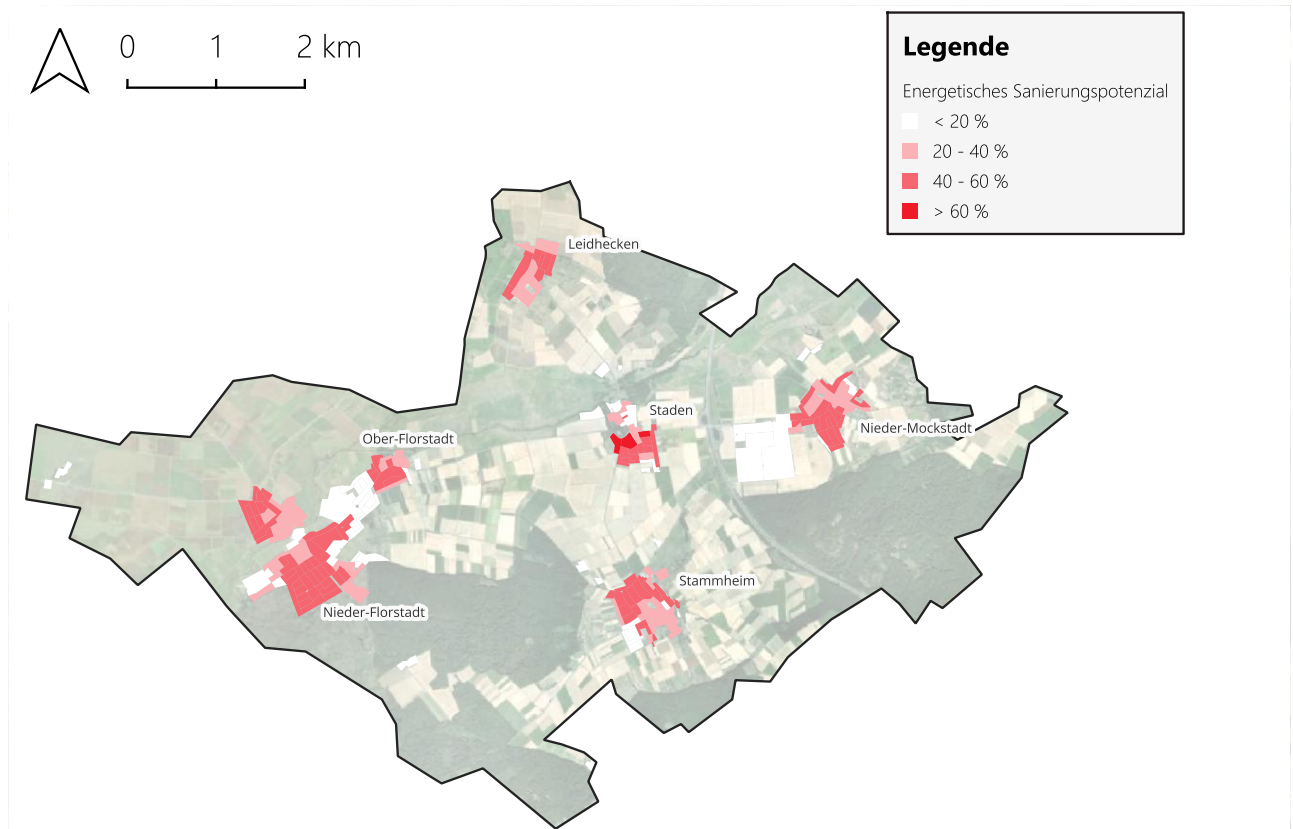 0 1 2 km
Legende
Energetisches Sanierungspotenzial
< 20 %
20 - 40 %
40 - 60 %
> 60 %
Leidhecken
Staden
Nieder-Mockstadt
Ober-Florstadt
Stammheim
Nieder-Florstadt